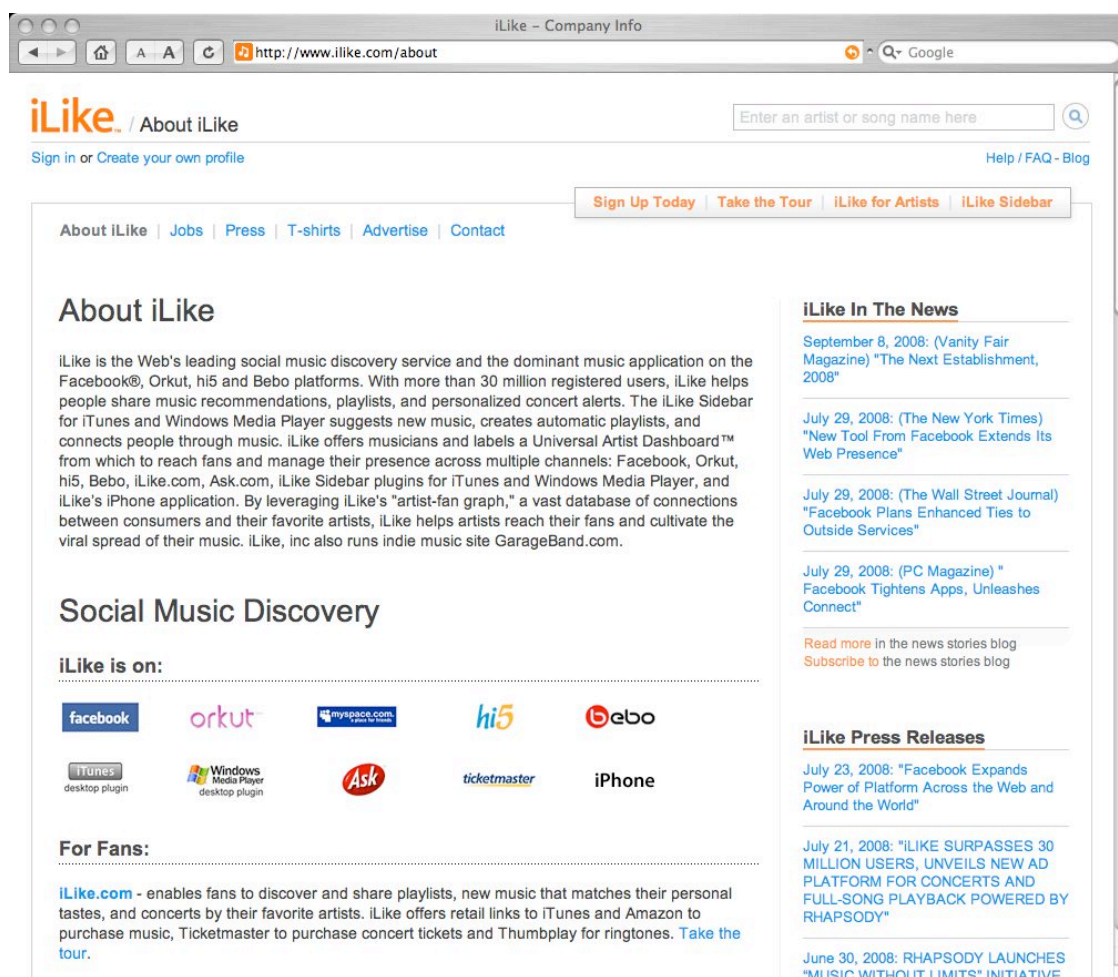 iLike – Company Info
A A
http://www.ilike.com/about
Google
iLike™ / About iLike
Enter an artist or song name here
Sign in or Create your own profile
Help / FAQ - Blog
Sign Up Today | Take the Tour | iLike for Artists | iLike Sidebar
About iLike | Jobs | Press | T-shirts | Advertise | Contact
About iLike
iLike is the Web's leading social music discovery service and the dominant music application on the
Facebook®, Orkut, hi5 and Bebo platforms. With more than 30 million registered users, iLike helps
people share music recommendations, playlists, and personalized concert alerts. The iLike Sidebar
for iTunes and Windows Media Player suggests new music, creates automatic playlists, and
connects people through music. iLike offers musicians and labels a Universal Artist Dashboard™
from which to reach fans and manage their presence across multiple channels: Facebook, Orkut,
hi5, Bebo, iLike.com, Ask.com, iLike Sidebar plugins for iTunes and Windows Media Player, and
iLike's iPhone application. By leveraging iLike's "artist-fan graph," a vast database of connections
between consumers and their favorite artists, iLike helps artists reach their fans and cultivate the
viral spread of their music. iLike, inc also runs indie music site GarageBand.com.
Social Music Discovery
iLike is on:
facebook
orkut
myspace.com.
a place for friends
hi5
bebo
iTunes
desktop plugin
Windows
Media Player
desktop plugin
Ask
ticketmaster
iPhone
For Fans:
iLike.com - enables fans to discover and share playlists, new music that matches their personal
tastes, and concerts by their favorite artists. iLike offers retail links to iTunes and Amazon to
purchase music, Ticketmaster to purchase concert tickets and Thumbplay for ringtones. Take the
tour.
iLike In The News
September 8, 2008: (Vanity Fair
Magazine) "The Next Establishment,
2008"
July 29, 2008: (The New York Times)
"New Tool From Facebook Extends Its
Web Presence"
July 29, 2008: (The Wall Street Journal)
"Facebook Plans Enhanced Ties to
Outside Services"
July 29, 2008: (PC Magazine) "
Facebook Tightens Apps, Unleashes
Connect"
Read more in the news stories blog
Subscribe to the news stories blog
iLike Press Releases
July 23, 2008: "Facebook Expands
Power of Platform Across the Web and
Around the World"
July 21, 2008: "iLIKE SURPASSES 30
MILLION USERS, UNVEILS NEW AD
PLATFORM FOR CONCERTS AND
FULL-SONG PLAYBACK POWERED BY
RHAPSODY"
June 30, 2008: RHAPSODY LAUNCHES
"MUSIC WITHOUT LIMITS" INITIATIVE